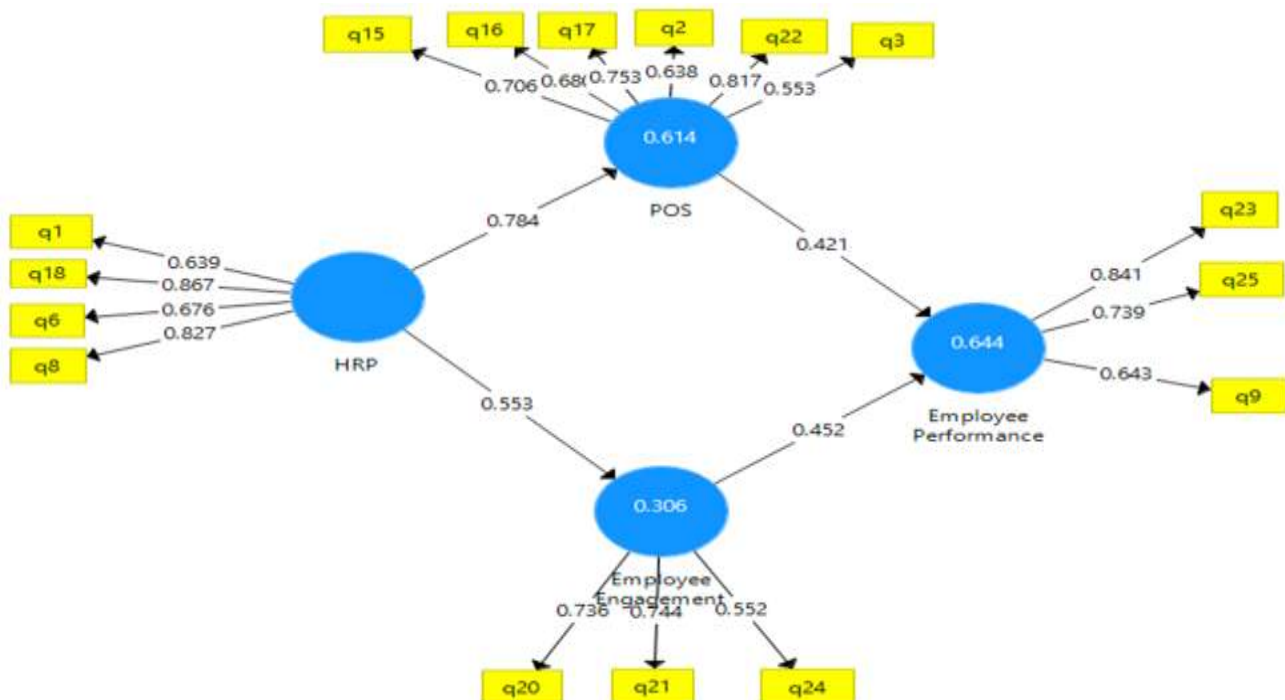 q15
q16
q17
q2
q22
q3
0.706
0.753
0.638
0.817
0.553
0.614
POS
q1
q18
q6
q8
0.639
0.867
0.676
0.827
HRP
0.784
0.553
0.421
0.452
q23
q25
q9
0.841
0.739
0.643
0.644
Employee
Performance
0.306
Employee
Engagement
0.736
0.744
0.552
q20
q21
q24